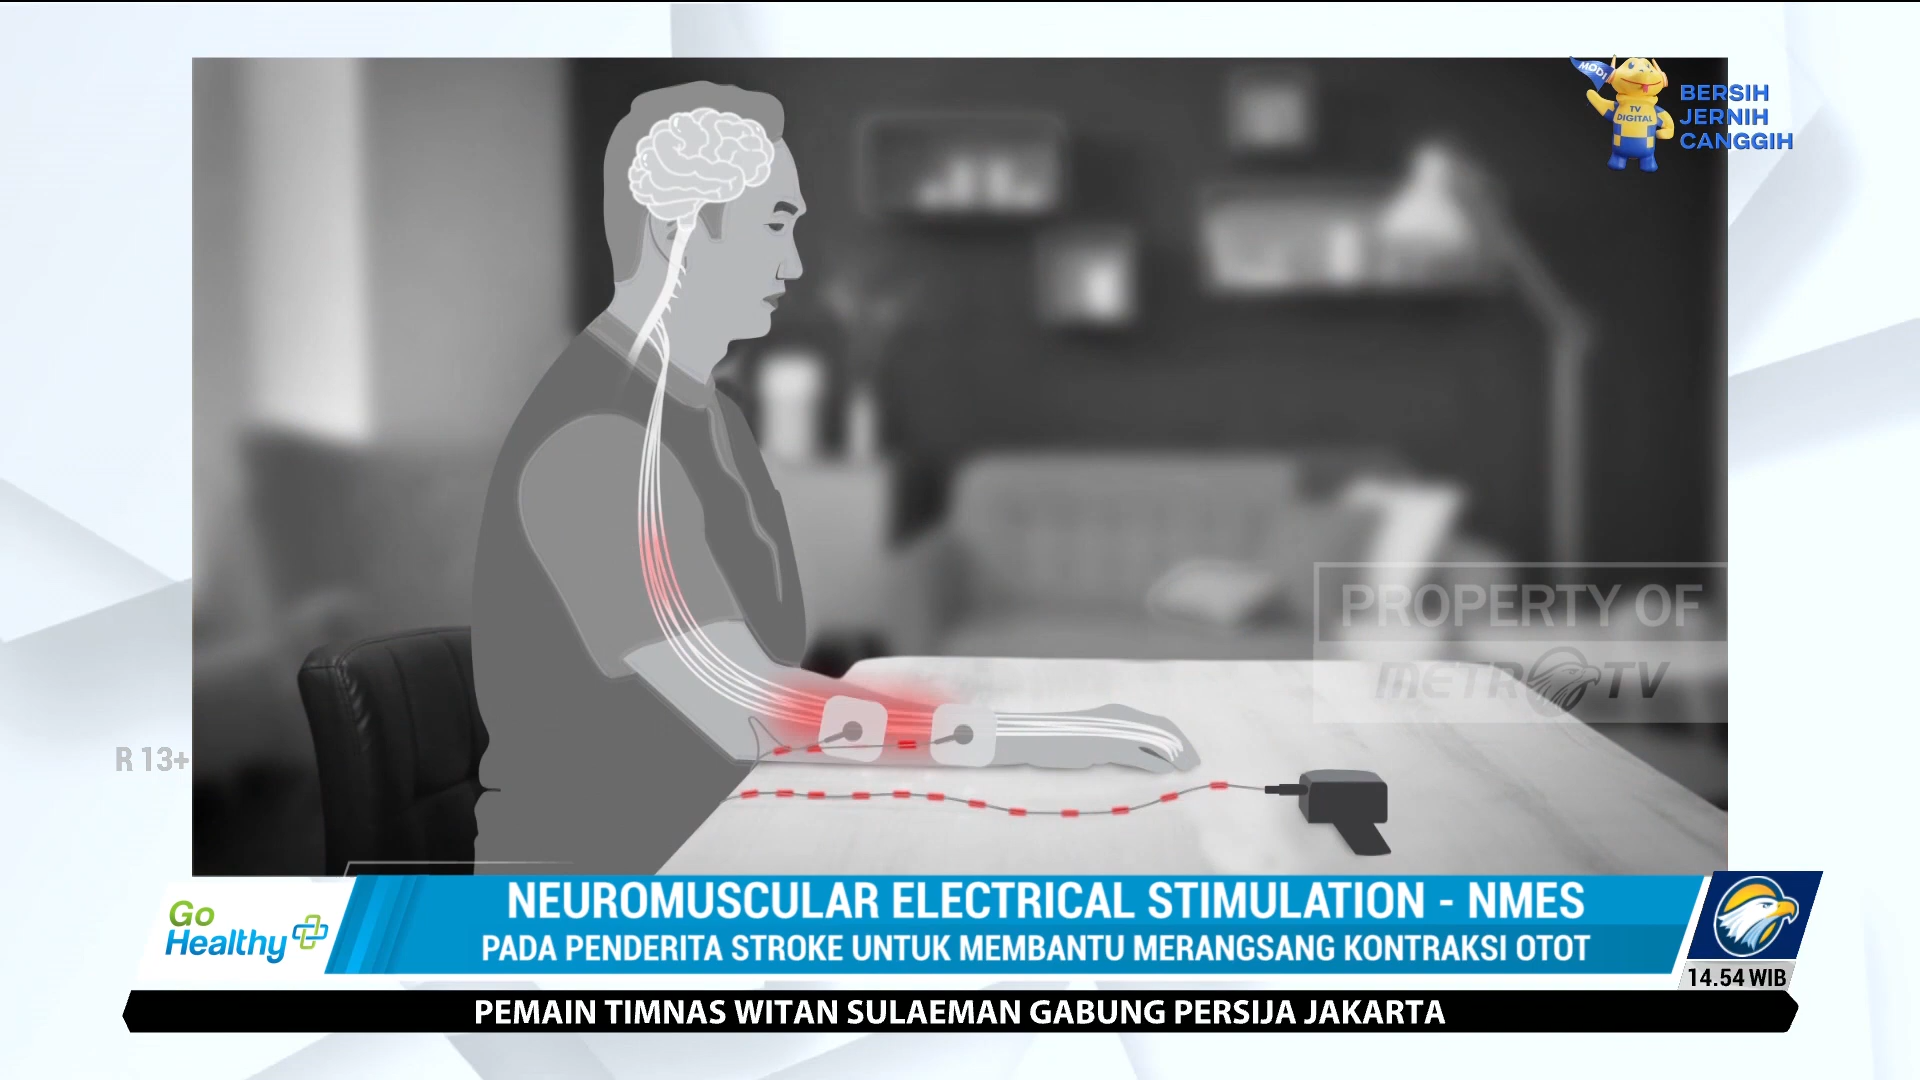 MODI
TV
DIGITAL
BERSIH
JERNIH
CANGGIH
PROPERTY OF
METRO TV
R 13+
NEUROMUSCULAR ELECTRICAL STIMULATION - NMES
PADA PENDERITA STROKE UNTUK MEMBANTU MERANGSANG KONTRAKSI OTOT
Go
Healthy
14.54 WIB
PEMAIN TIMNAS WITAN SULAEMAN GABUNG PERSIJA JAKARTA